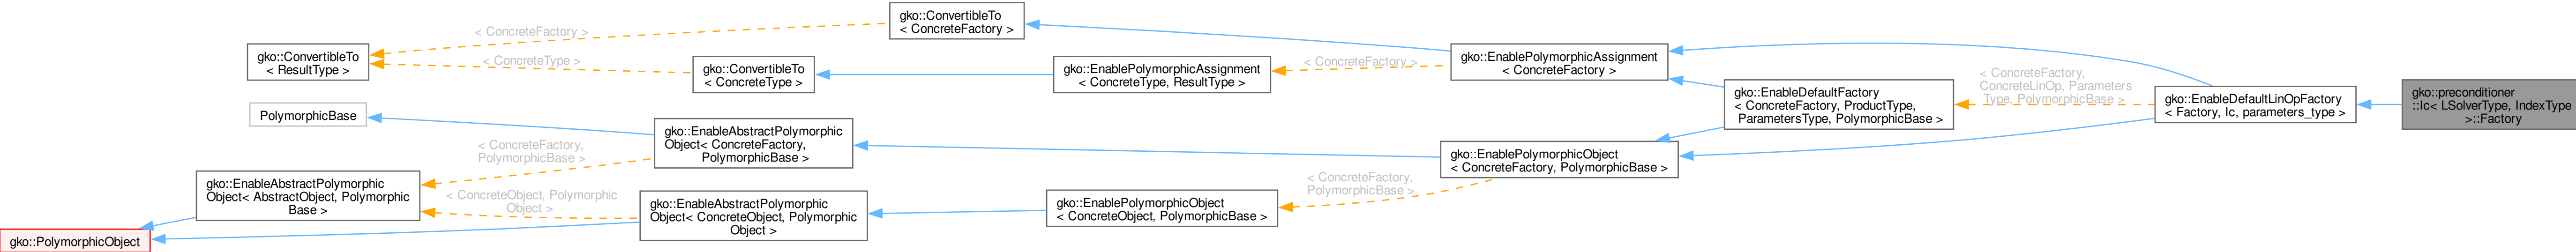 gko::ConvertibleTo
< ConcreteFactory >
< ConcreteFactory >
gko::ConvertibleTo
< ResultType >
< ConcreteType >
gko::ConvertibleTo
< ConcreteType >
gko::EnablePolymorphicAssignment
< ConcreteType, ResultType >
< ConcreteFactory >
gko::EnablePolymorphicAssignment
< ConcreteFactory >
gko::EnableDefaultFactory
< ConcreteFactory, ProductType,
ParametersType, PolymorphicBase >
< ConcreteFactory,
ConcreteLinOp, Parameters
Type, PolymorphicBase >
gko::EnableDefaultLinOpFactory
< Factory, Ic, parameters_type >
gko::preconditioner
::Ic< LSolverType, IndexType
>::Factory
PolymorphicBase
gko::EnableAbstractPolymorphic
Object< ConcreteFactory,
PolymorphicBase >
< ConcreteFactory,
PolymorphicBase >
gko::EnablePolymorphicObject
< ConcreteFactory, PolymorphicBase >
gko::EnableAbstractPolymorphic
Object< AbstractObject, Polymorphic
Base >
< ConcreteObject, Polymorphic
Object >
gko::EnableAbstractPolymorphic
Object< ConcreteObject, Polymorphic
Object >
gko::EnablePolymorphicObject
< ConcreteObject, PolymorphicBase >
< ConcreteFactory,
PolymorphicBase >
gko::PolymorphicObject